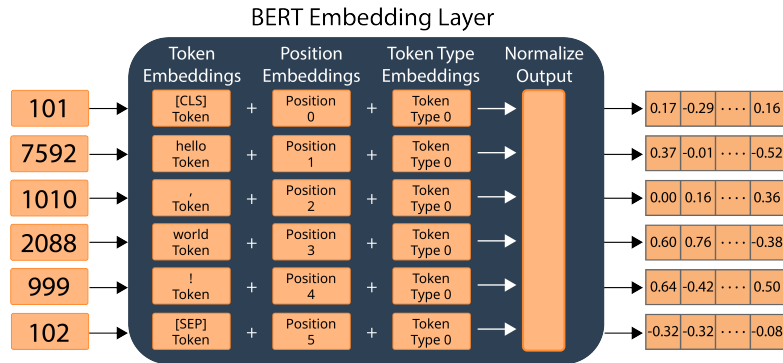 BERT Embedding Layer
Token Embeddings
Position Embeddings
Token Type Embeddings
Normalize Output
101
[CLS] Token
+
Position 0
+
Token Type 0
0.17 -0.29 .... 0.16
7592
hello Token
+
Position 1
+
Token Type 0
0.37 -0.01 .... -0.52
1010
, Token
+
Position 2
+
Token Type 0
0.00 0.16 .... 0.36
2088
world Token
+
Position 3
+
Token Type 0
0.60 0.76 .... -0.38
999
! Token
+
Position 4
+
Token Type 0
0.64 -0.42 .... 0.50
102
[SEP] Token
+
Position 5
+
Token Type 0
-0.32 -0.32 .... -0.08